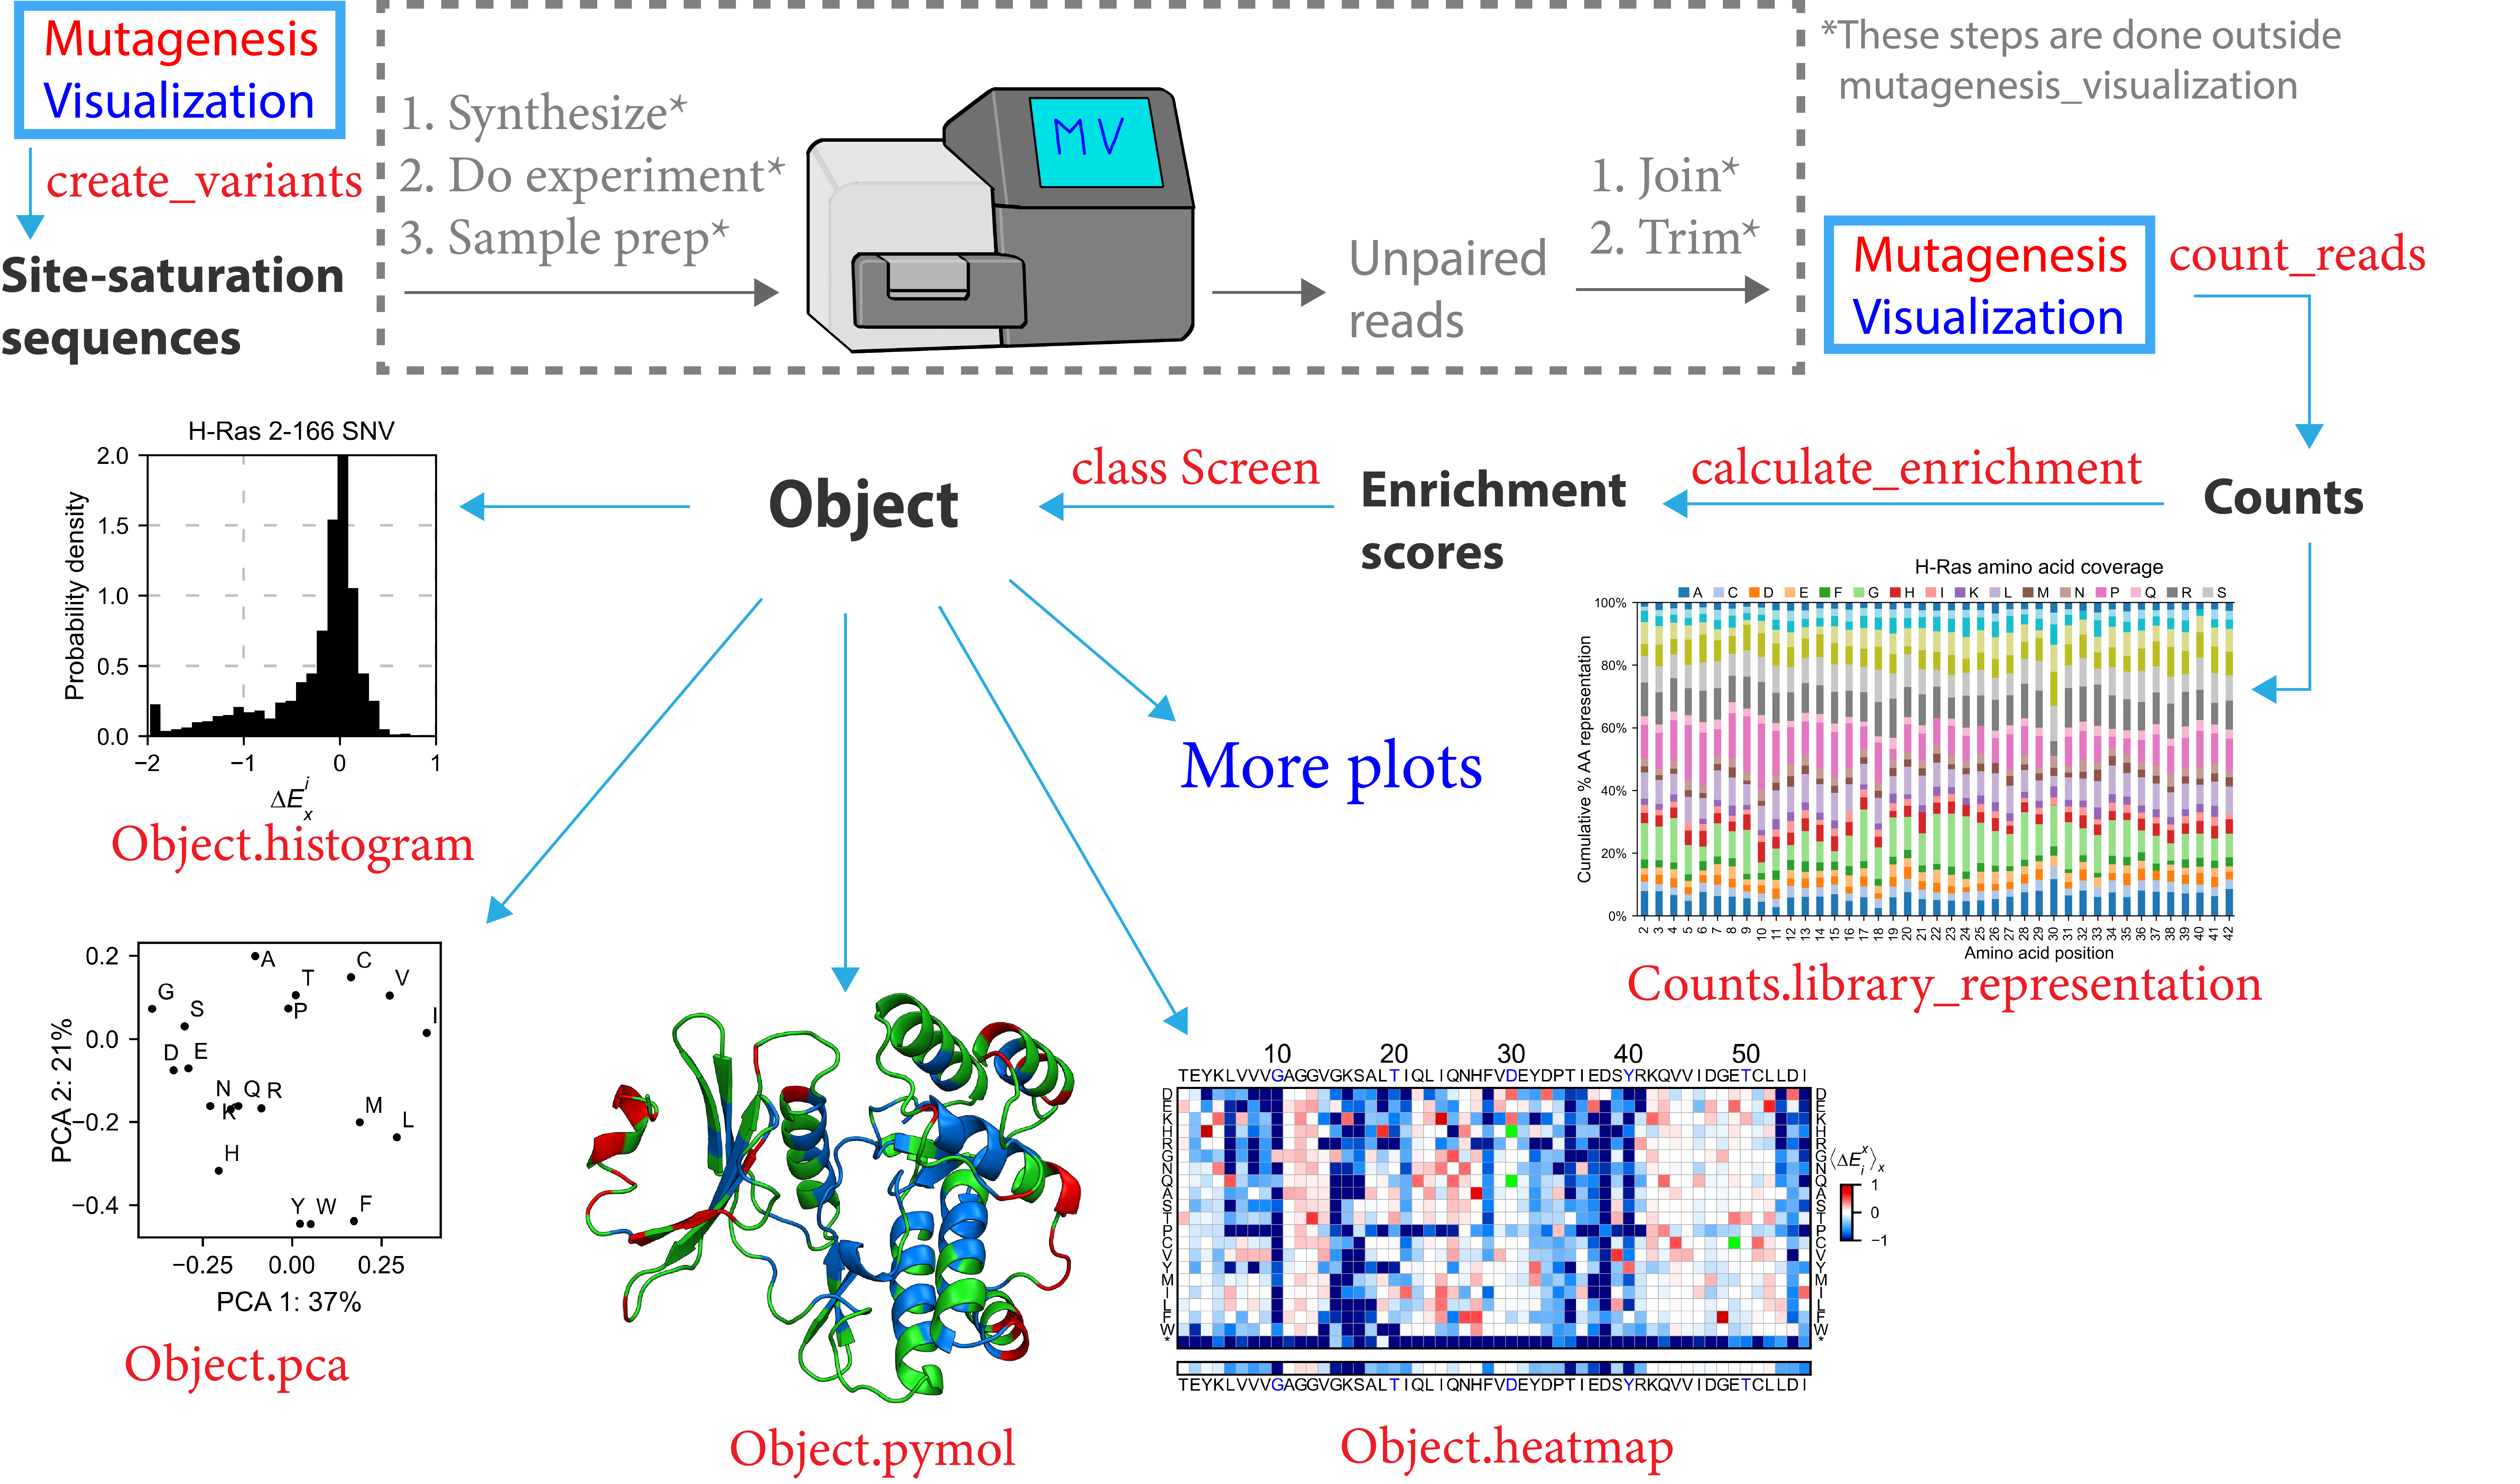 Mutagenesis
Visualization
create_variants
Site-saturation
sequences
1. Synthesize*
2. Do experiment*
3. Sample prep*
MV
Unpaired
reads
1. Join*
2. Trim*
*These steps are done outside
mutagenesis_visualization
Mutagenesis
Visualization
count_reads
Counts
calculate_enrichment
Enrichment
scores
class Screen
Object
H-Ras 2-166 SNV
Probability density
2.0
1.5
1.0
0.5
0.0
−2 −1 0 1
ΔE i x
Object.histogram
More plots
H-Ras amino acid coverage
A C D E F G H I K L M N P Q R S
Cumulative % AA representation
100%
80%
60%
40%
20%
0%
2 3 4 5 6 7 8 9 10 11 12 13 14 15 16 17 18 19 20 21 22 23 24 25 26 27 28 29 30 31 32 33 34 35 36 37 38 39 40 41 42
Amino acid position
Counts.library_representation
PCA 2: 21%
0.2
0.0
−0.2
−0.4
A
T
C
V
G
S
P
I
D E
N K Q R
M
L
H
Y W F
−0.25 0.00 0.25
PCA 1: 37%
Object.pca
Object.pymol
10 20 30 40 50
TEYKLVVVGAGGVGKSALTIQLIQNHFVDEYDPTIEDSYRKQVVIDGETCLLDI
D D
E E
K K
H H
R R
G G
N N
Q Q
A A
S S
T T
P P
C C
V V
Y Y
M M
I I
L L
F F
W W
* *
TEYKLVVVGAGGVGKSALTIQLIQNHFVDEYDPTIEDSYRKQVVIDGETCLLDI
⟨ΔE x i⟩x
1
0
−1
Object.heatmap